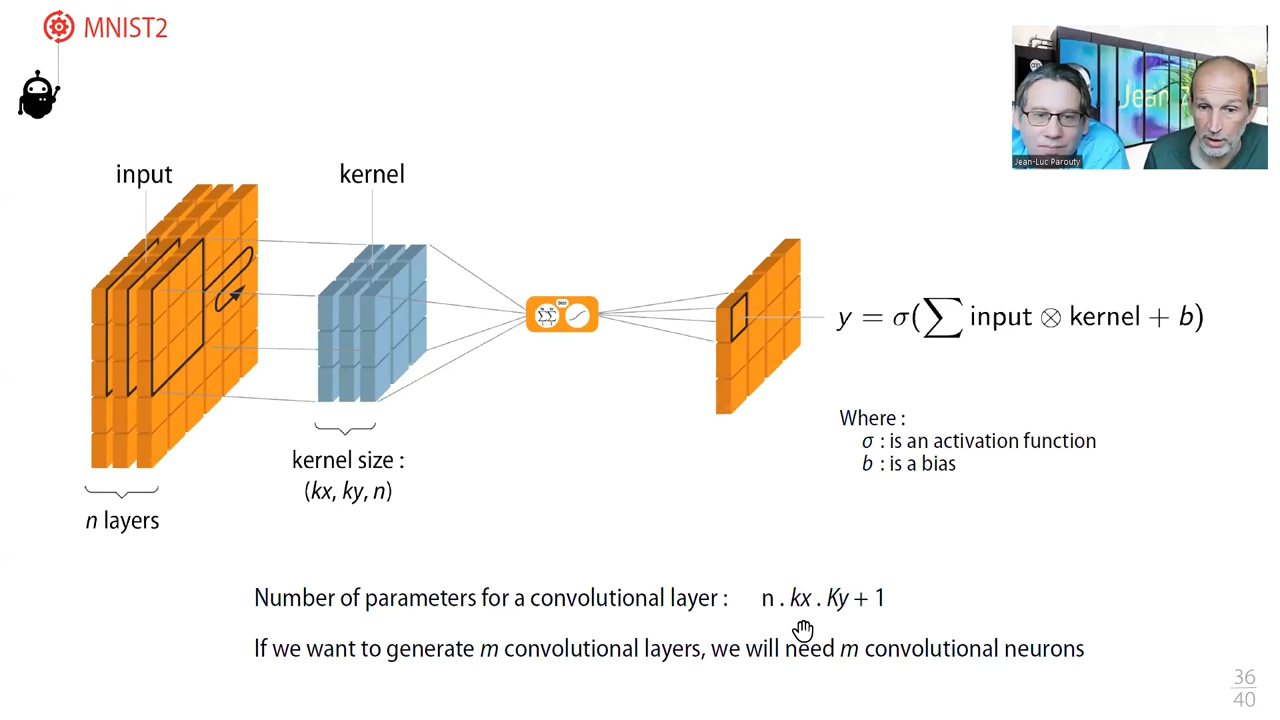 MNIST2
Jean Z
Jean-Luc Parouty
input
kernel
y = σ(∑ input ⊗ kernel + b)
Where :
σ : is an activation function
b : is a bias
kernel size :
(kx, ky, n)
n layers
Number of parameters for a convolutional layer : n . kx . Ky + 1
If we want to generate m convolutional layers, we will need m convolutional neurons
36
40